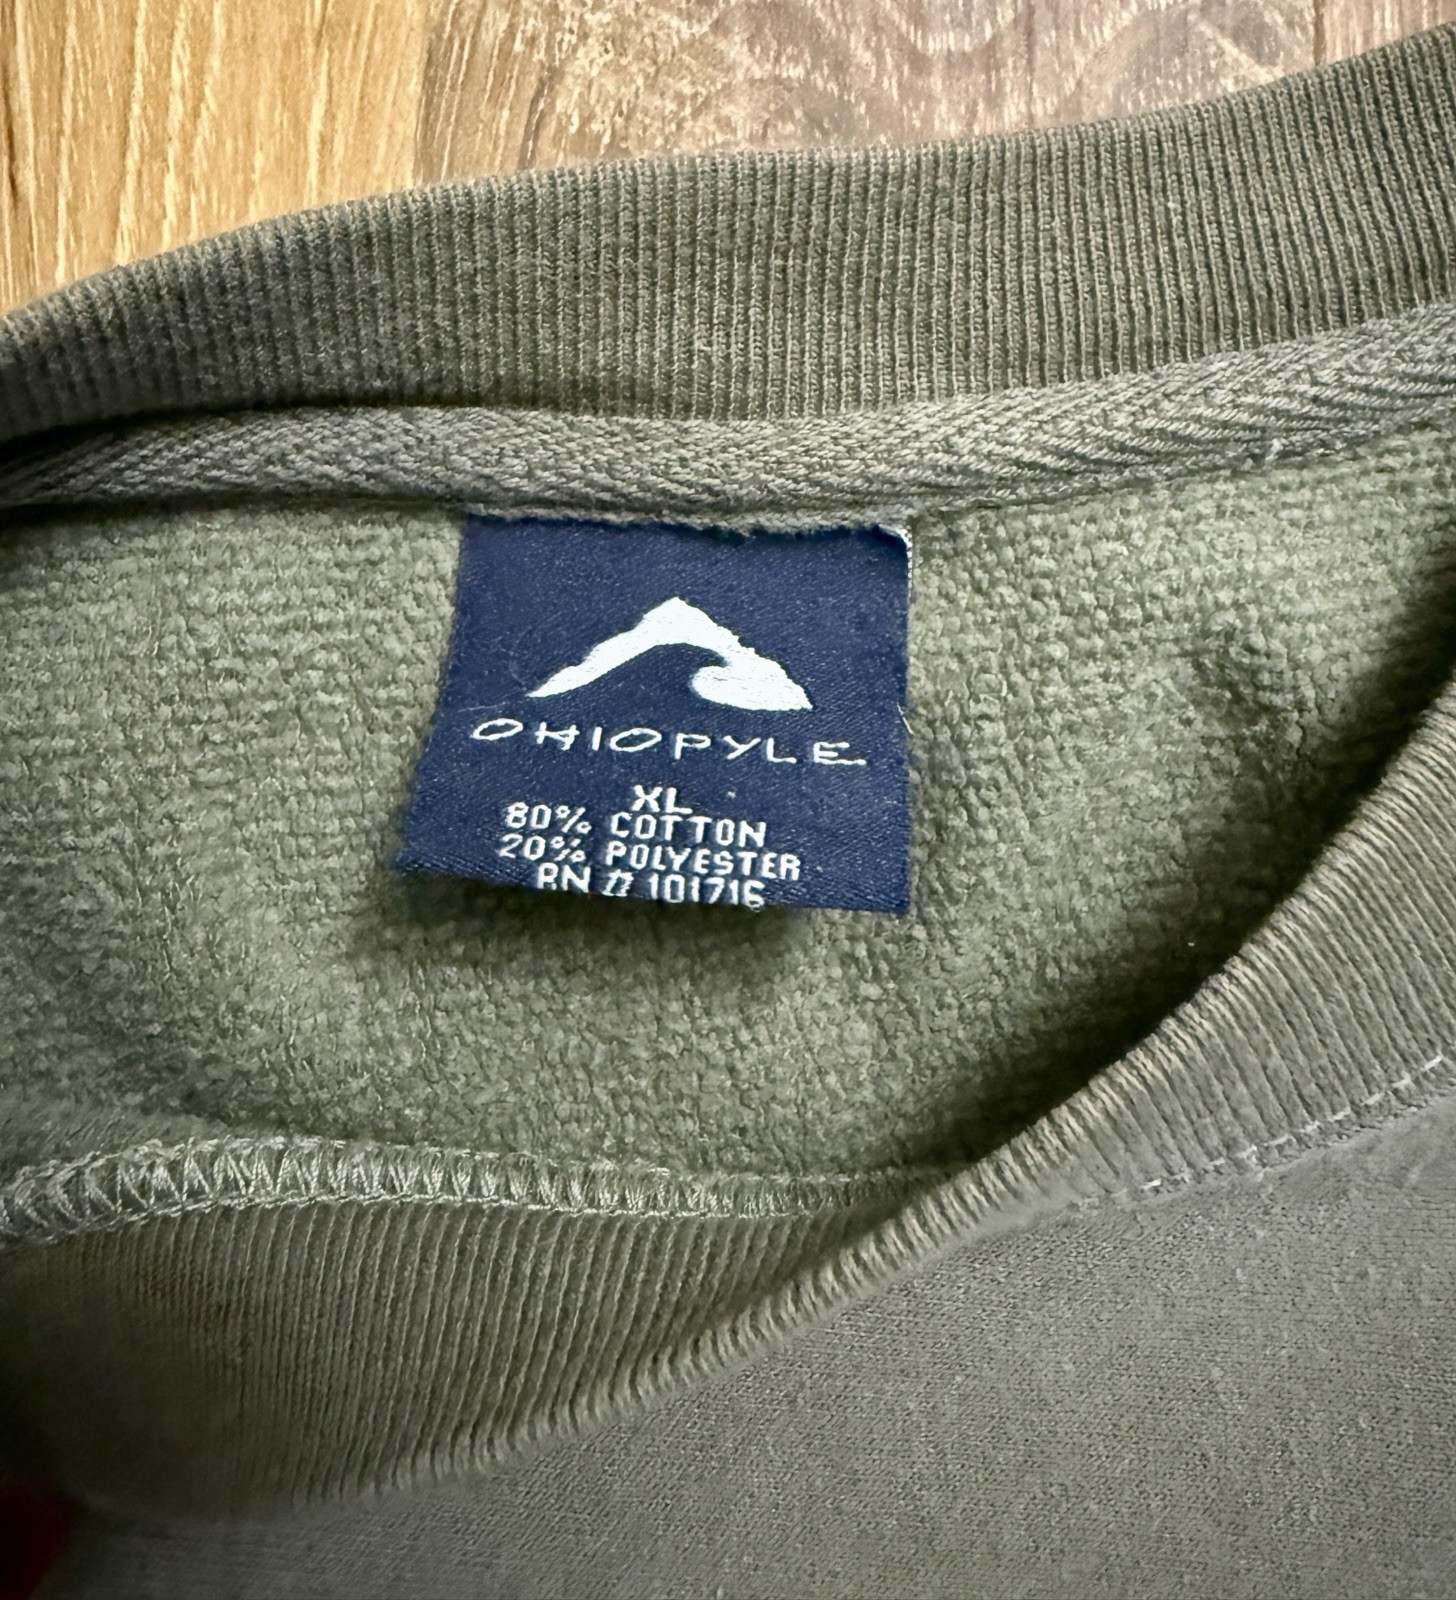 OHIOPYLE
XL
80% COTTON
20% POLYESTER
RN # 101716